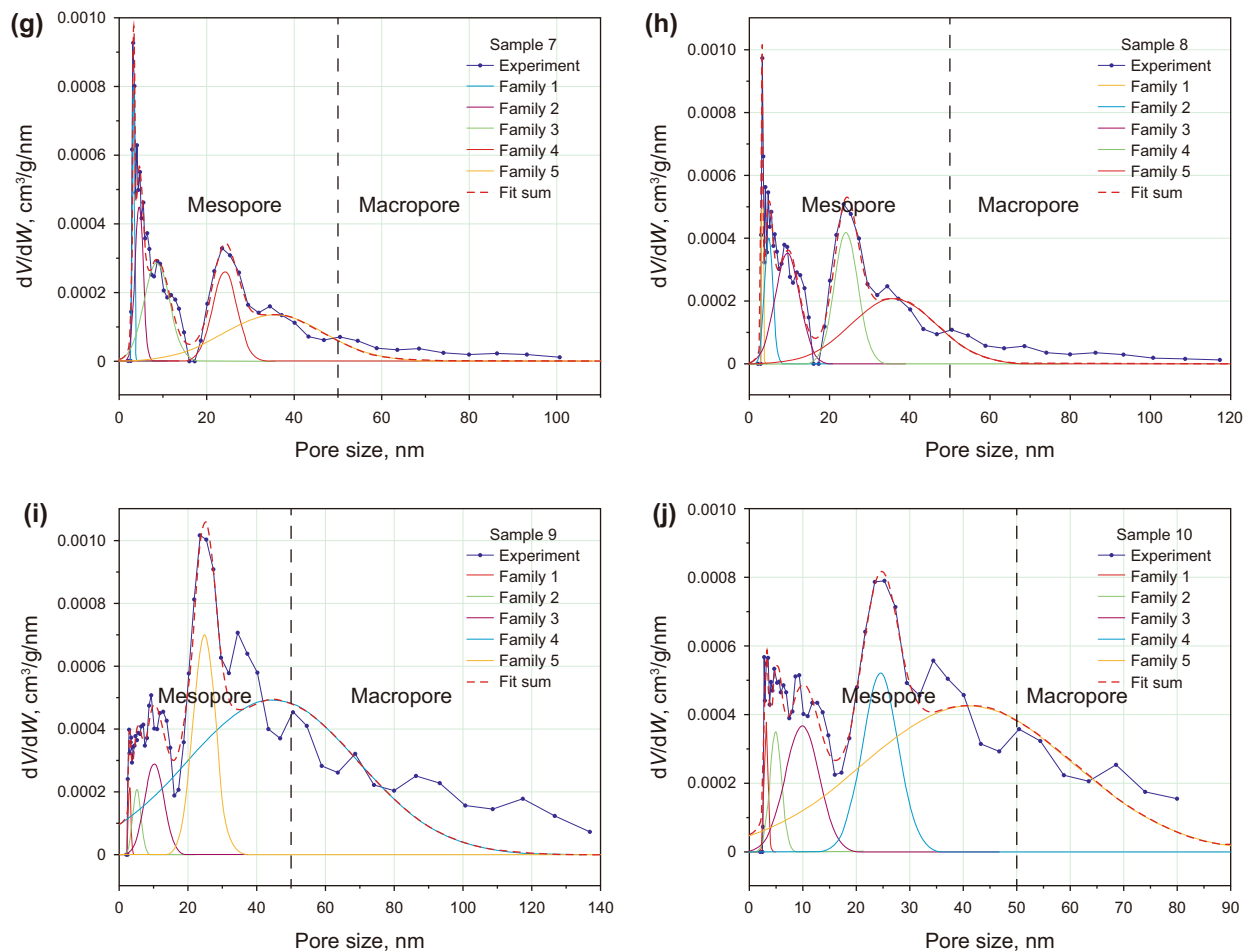 (g)
0.0010
0.0008
0.0006
0.0004
0.0002
0
dV/dW, cm³/g/nm
Sample 7
Experiment
Family 1
Family 2
Family 3
Family 4
Family 5
Fit sum
Mesopore
Macropore
0 20 40 60 80 100
Pore size, nm
(h)
0.0010
0.0008
0.0006
0.0004
0.0002
0
dV/dW, cm³/g/nm
Sample 8
Experiment
Family 1
Family 2
Family 3
Family 4
Family 5
Fit sum
Mesopore
Macropore
0 20 40 60 80 100 120
Pore size, nm
(i)
0.0010
0.0008
0.0006
0.0004
0.0002
0
dV/dW, cm³/g/nm
Sample 9
Experiment
Family 1
Family 2
Family 3
Family 4
Family 5
Fit sum
Mesopore
Macropore
0 20 40 60 80 100 120 140
Pore size, nm
(j)
0.0010
0.0008
0.0006
0.0004
0.0002
0
dV/dW, cm³/g/nm
Sample 10
Experiment
Family 1
Family 2
Family 3
Family 4
Family 5
Fit sum
Mesopore
Macropore
0 10 20 30 40 50 60 70 80 90
Pore size, nm